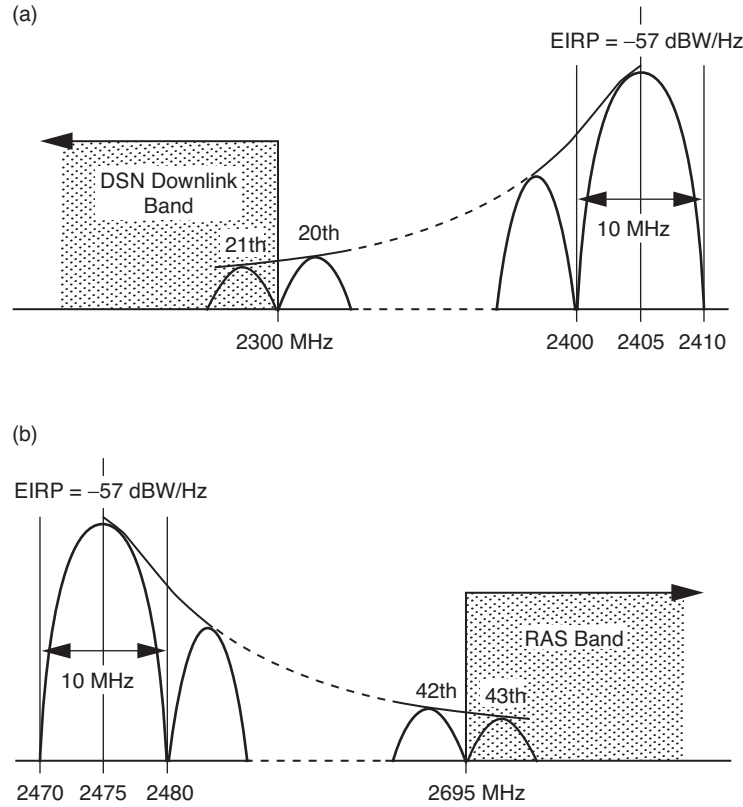 (a)
EIRP = –57 dBW/Hz
DSN Downlink
Band
21th
20th
10 MHz
2300 MHz
2400
2405
2410
(b)
EIRP = –57 dBW/Hz
RAS Band
10 MHz
42th
43th
2470
2475
2480
2695 MHz